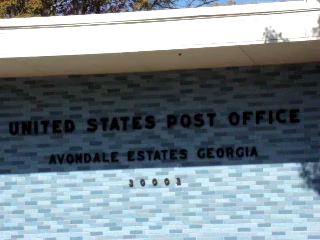 UNITED STATES POST OFFICE
AVONDALE ESTATES GEORGIA
30002